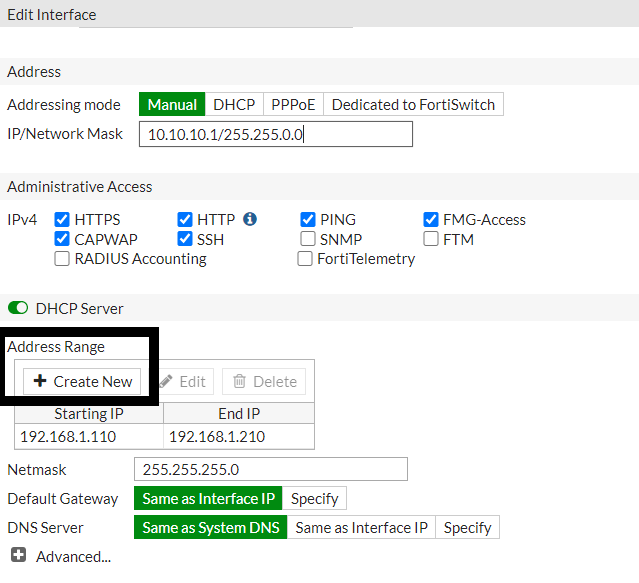 Edit Interface
Address
Addressing mode Manual DHCP PPPoE Dedicated to FortiSwitch
IP/Network Mask 10.10.10.1/255.255.0.0
Administrative Access
IPv4 HTTPS HTTP PING FMG-Access
CAPWAP SSH SNMP FTM
RADIUS Accounting FortiTelemetry
DHCP Server
Address Range
Create New Edit Delete
Starting IP End IP
192.168.1.110 192.168.1.210
Netmask 255.255.255.0
Default Gateway Same as Interface IP Specify
DNS Server Same as System DNS Same as Interface IP Specify
Advanced...